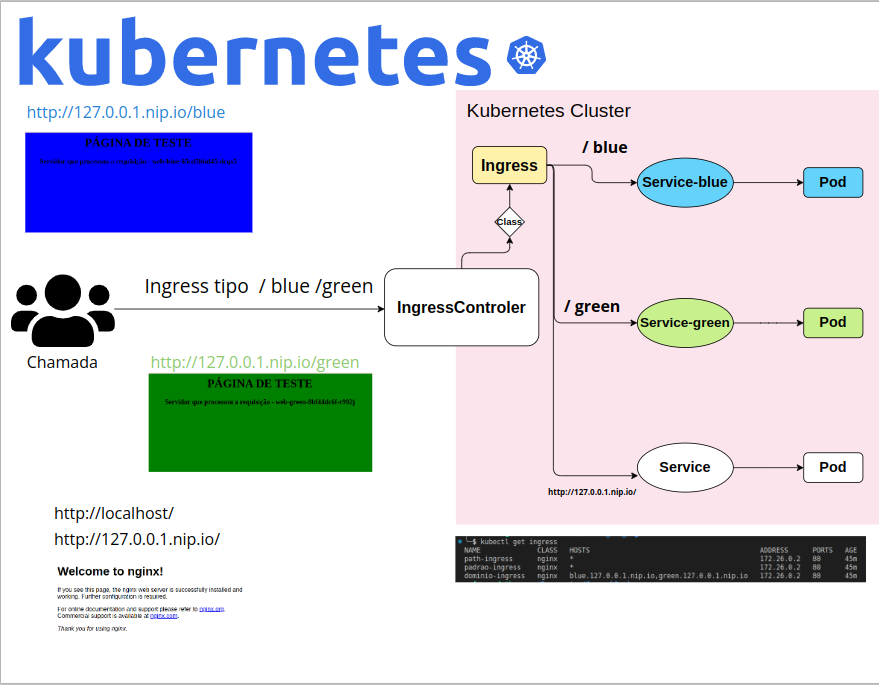 kubernetes
http://127.0.0.1.nip.io/blue
PÁGINA DE TESTE
Servidor que processou a requisição - web-blue
Kubernetes Cluster
Ingress
/ blue
Service-blue
Pod
Class
Ingress tipo / blue /green
IngressControler
/ green
Service-green
Pod
Chamada
http://127.0.0.1.nip.io/green
PÁGINA DE TESTE
Servidor que processou a requisição - web-green
Service
Pod
http://127.0.0.1.nip.io/
http://localhost/
http://127.0.0.1.nip.io/
Welcome to nginx!
If you see this page, the nginx web server is successfully installed and
working. Further configuration is required.
For online documentation and support please refer to nginx.org.
Commercial support is available at nginx.com.
Thank you for using nginx.
$ kubectl get ingress
NAME CLASS HOSTS ADDRESS PORTS AGE
path-ingress nginx * 172.26.0.2 80 45m
padrao-ingress nginx * 172.26.0.2 80 45m
dominio-ingress nginx blue.127.0.0.1.nip.io,green.127.0.0.1.nip.io 172.26.0.2 80 45m